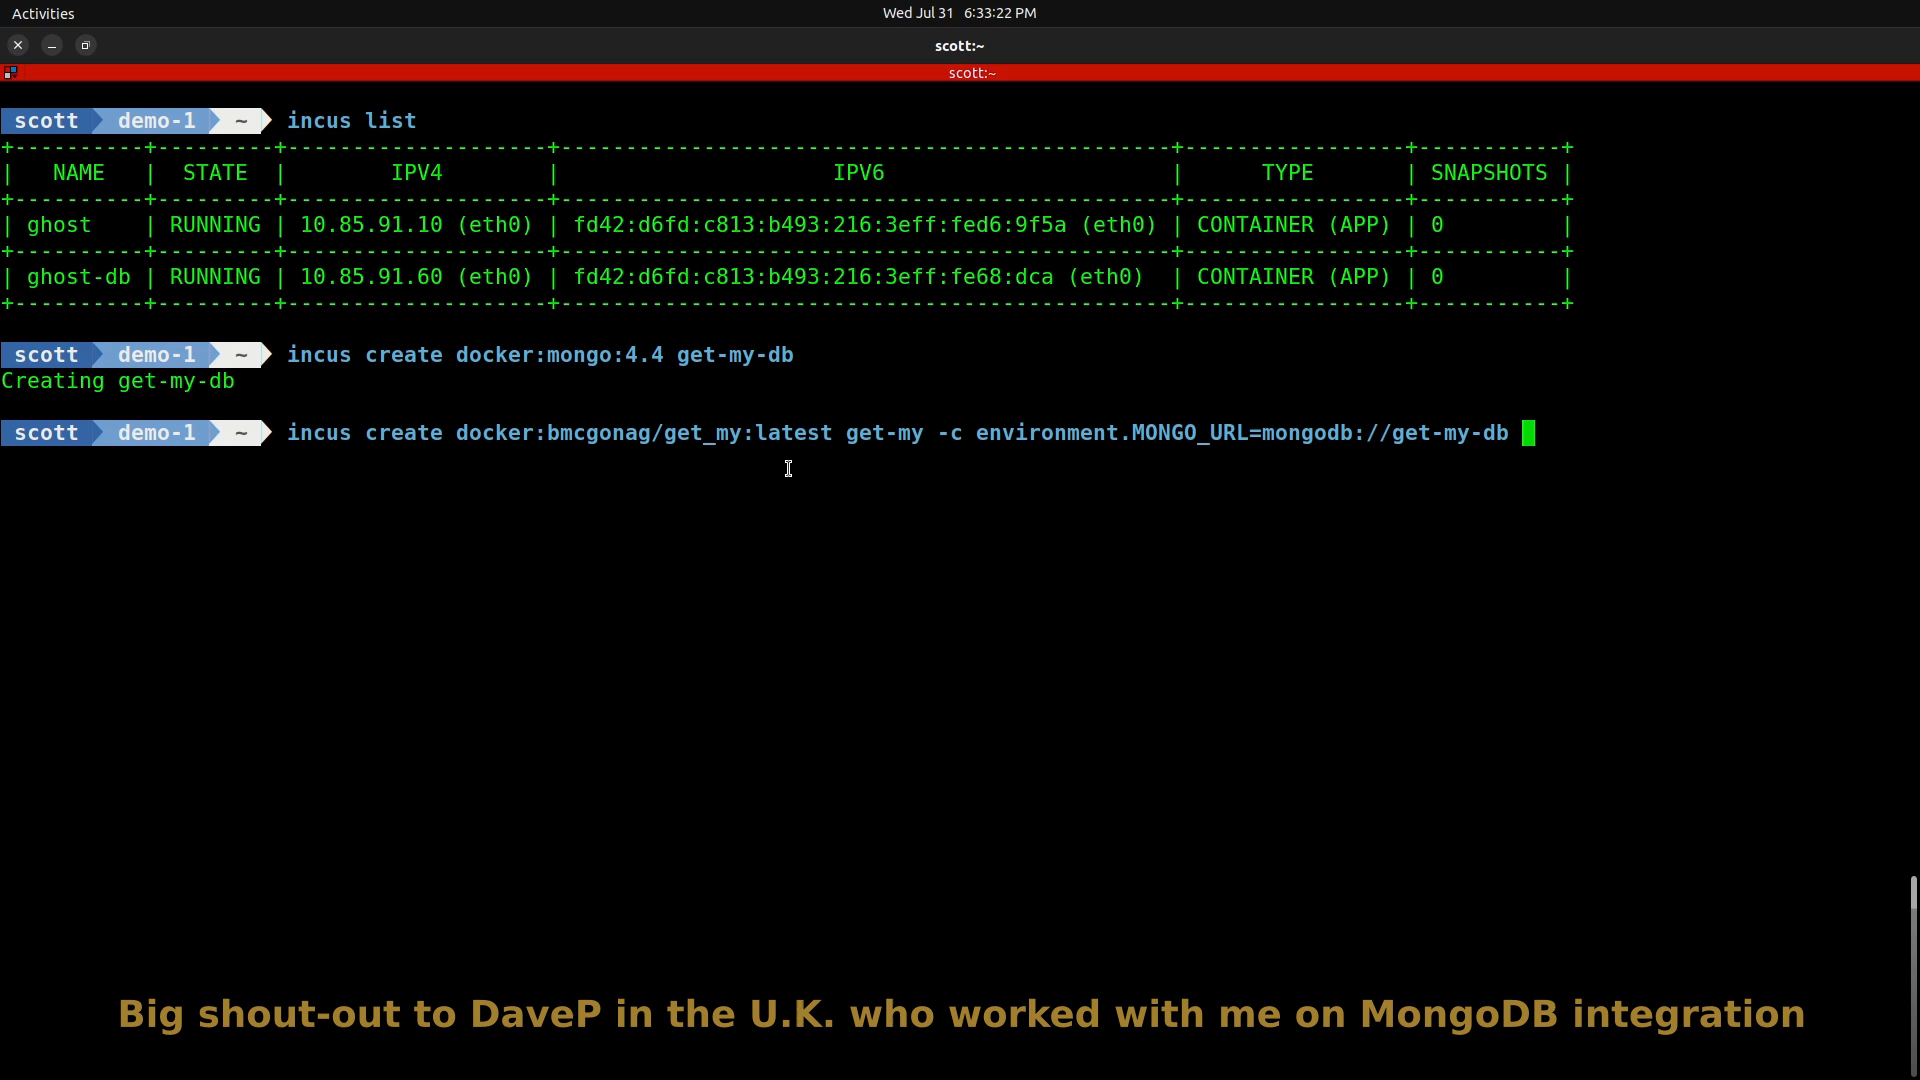 Activities
Wed Jul 31 6:33:22 PM
scott:~
scott:~
scott demo-1 ~ incus list
+----------+---------+--------------------+-----------------------------------------------+-----------------+-----------+
|   NAME   |  STATE  |        IPV4        |                     IPV6                      |      TYPE       | SNAPSHOTS |
+----------+---------+--------------------+-----------------------------------------------+-----------------+-----------+
| ghost    | RUNNING | 10.85.91.10 (eth0) | fd42:d6fd:c813:b493:216:3eff:fed6:9f5a (eth0) | CONTAINER (APP) | 0         |
+----------+---------+--------------------+-----------------------------------------------+-----------------+-----------+
| ghost-db | RUNNING | 10.85.91.60 (eth0) | fd42:d6fd:c813:b493:216:3eff:fe68:dca (eth0)  | CONTAINER (APP) | 0         |
+----------+---------+--------------------+-----------------------------------------------+-----------------+-----------+
scott demo-1 ~ incus create docker:mongo:4.4 get-my-db
Creating get-my-db
scott demo-1 ~ incus create docker:bmcgonag/get_my:latest get-my -c environment.MONGO_URL=mongodb://get-my-db
Big shout-out to DaveP in the U.K. who worked with me on MongoDB integration